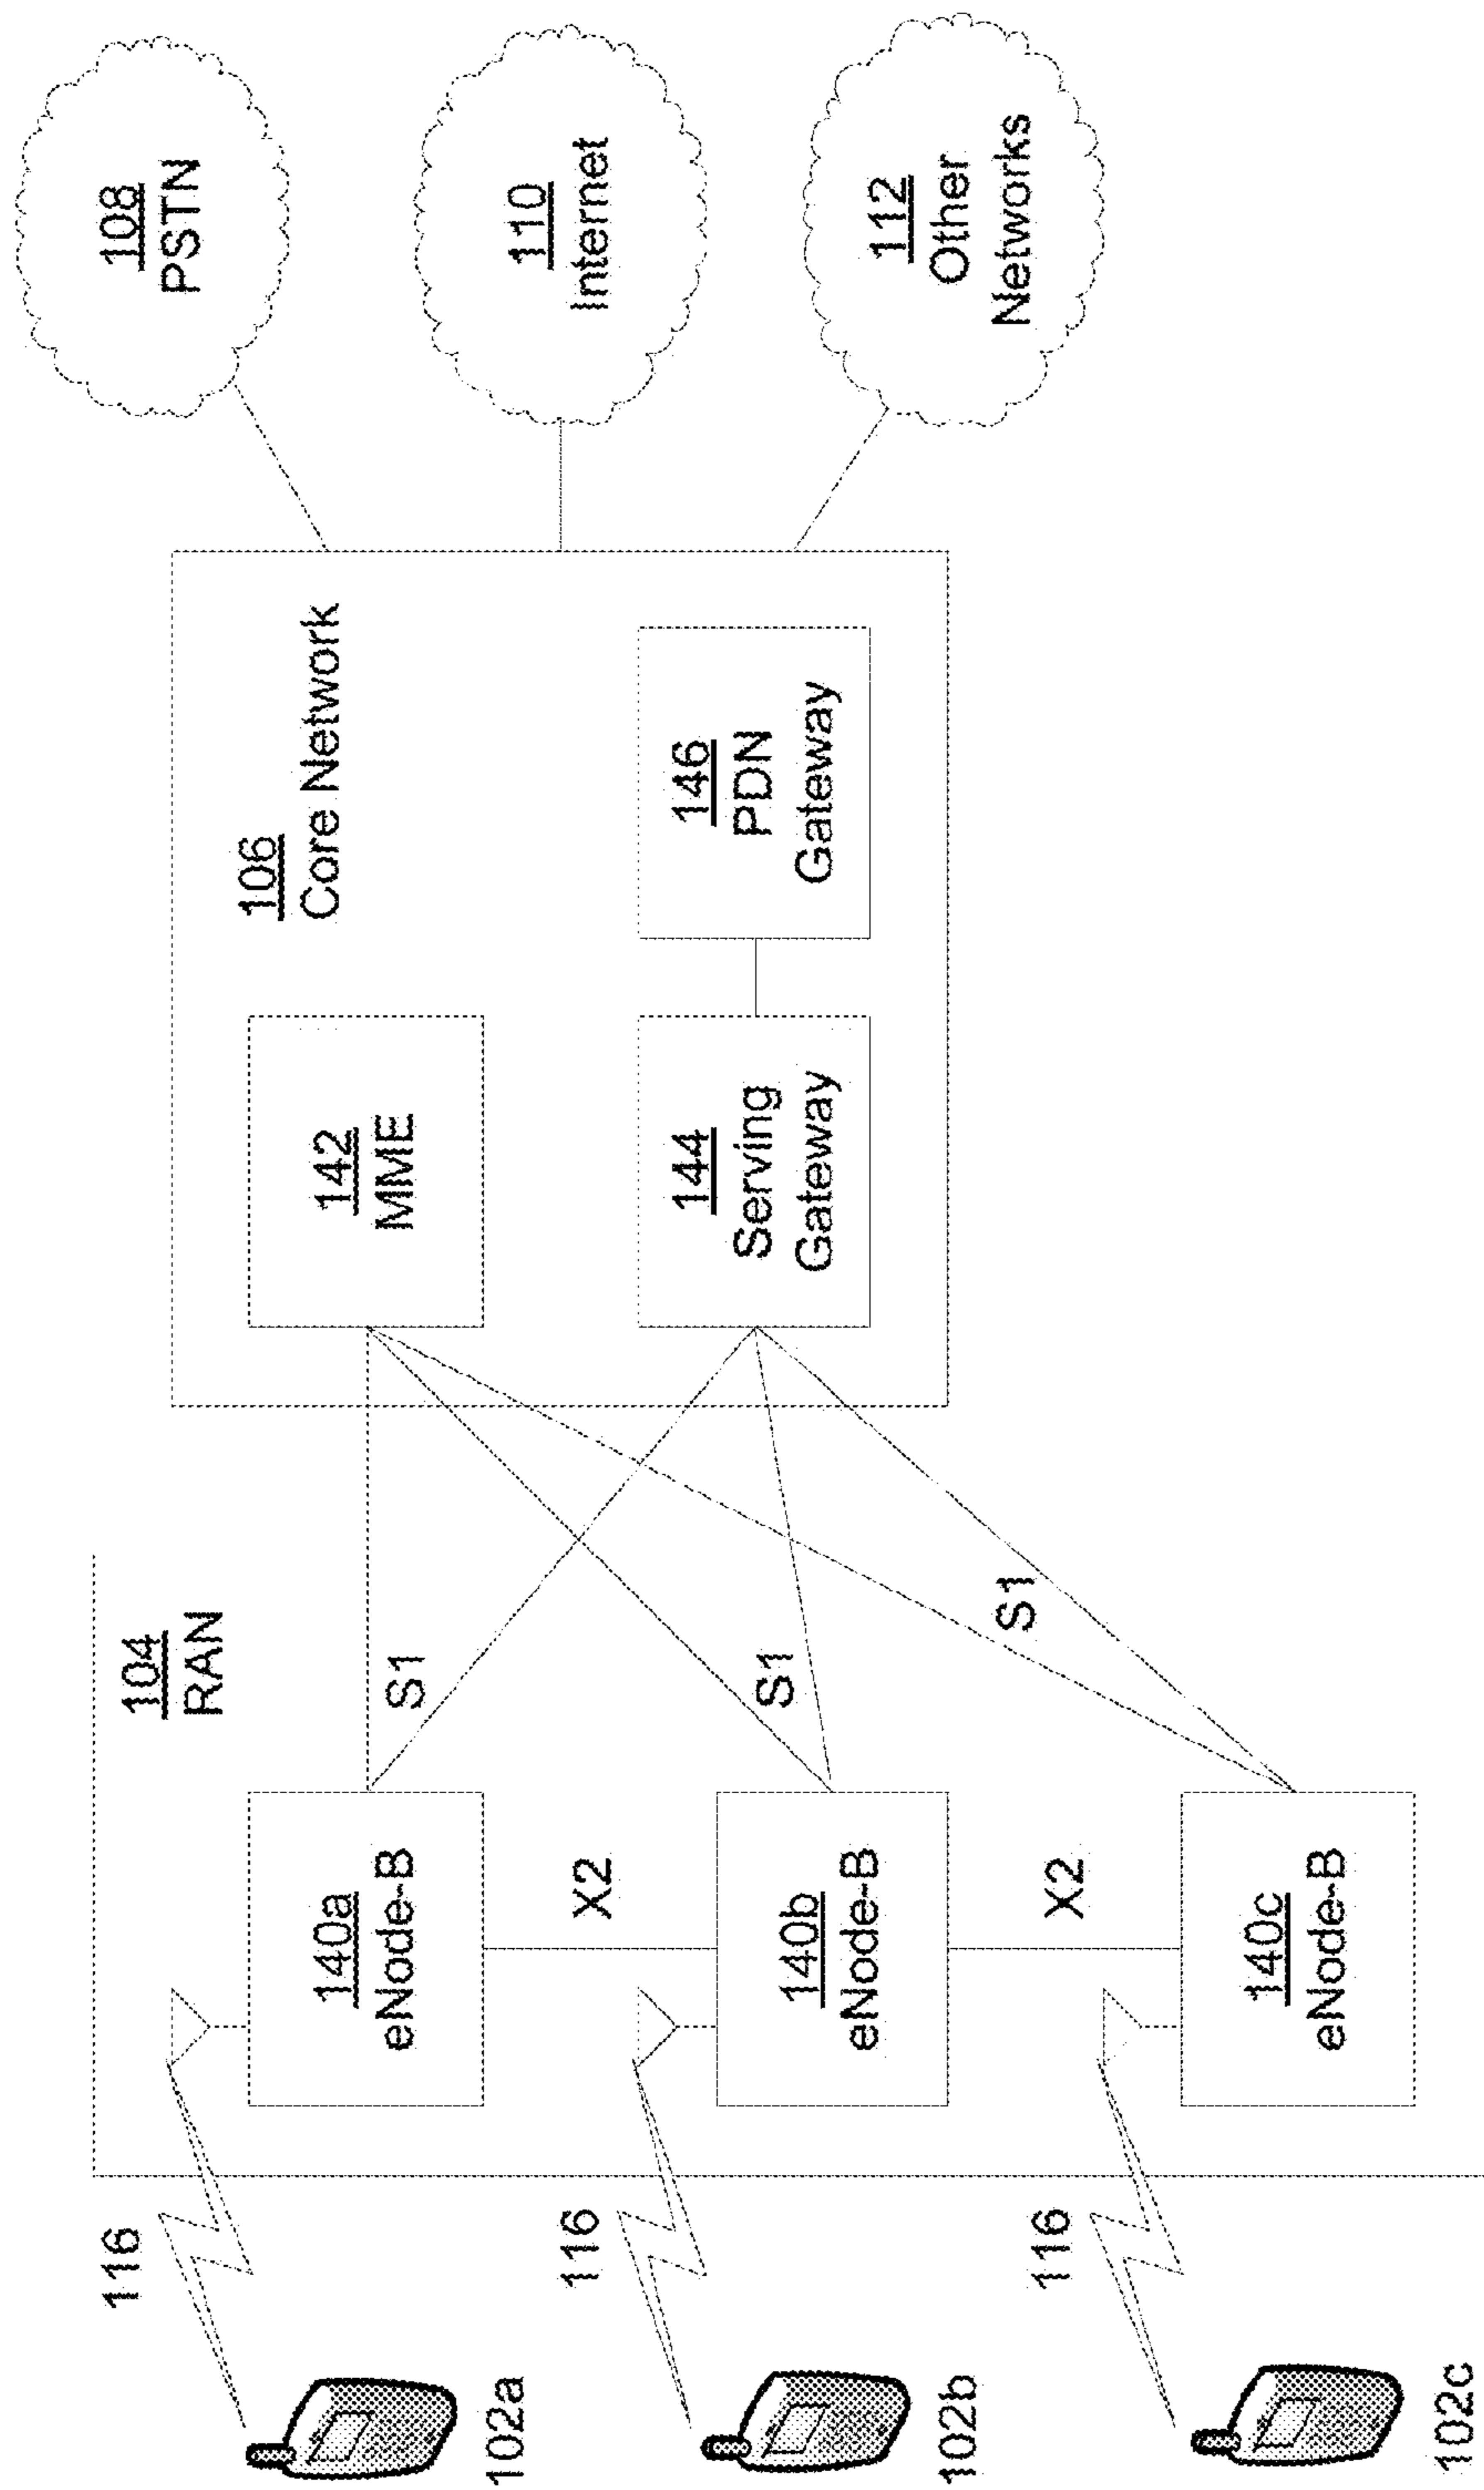 108
PSTN
110
Internet
112
Other
Networks
106
Core Network
142
MME
144
Serving
Gateway
146
PDN
Gateway
104
RAN
S1
S1
S1
140a
eNode-B
X2
140b
eNode-B
X2
140c
eNode-B
116
116
116
102a
102b
102c